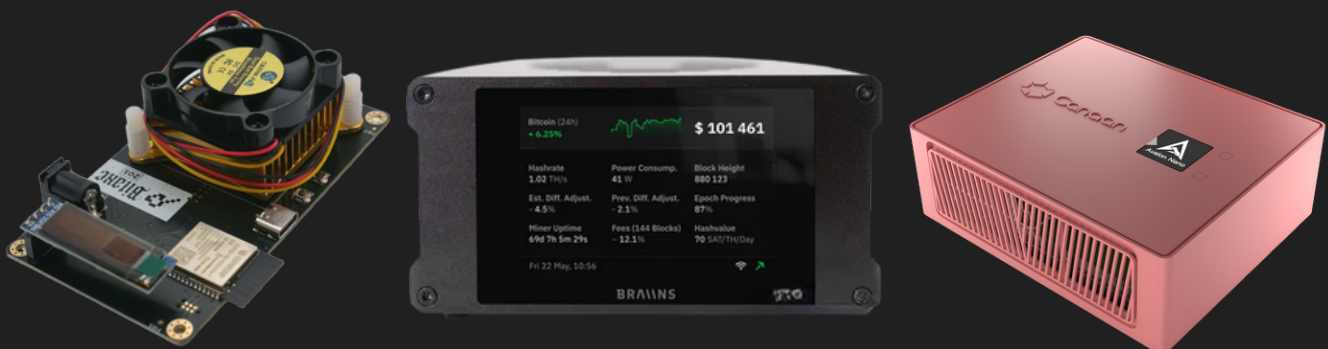 Bitaxe
201
Bitcoin (24h)
+ 6.25%
$ 101 461
Hashrate
1.02 TH/s
Power Consump.
41 W
Block Height
880 123
Est. Diff. Adjust.
- 4.5%
Prev. Diff. Adjust.
- 2.1%
Epoch Progress
87%
Miner Uptime
69d 7h 5m 29s
Fees (144 Blocks)
~ 12.1%
Hashvalue
70 SAT/TH/Day
Fri 22 May, 10:56
BRAIINS
Canaan
Avalon Nano